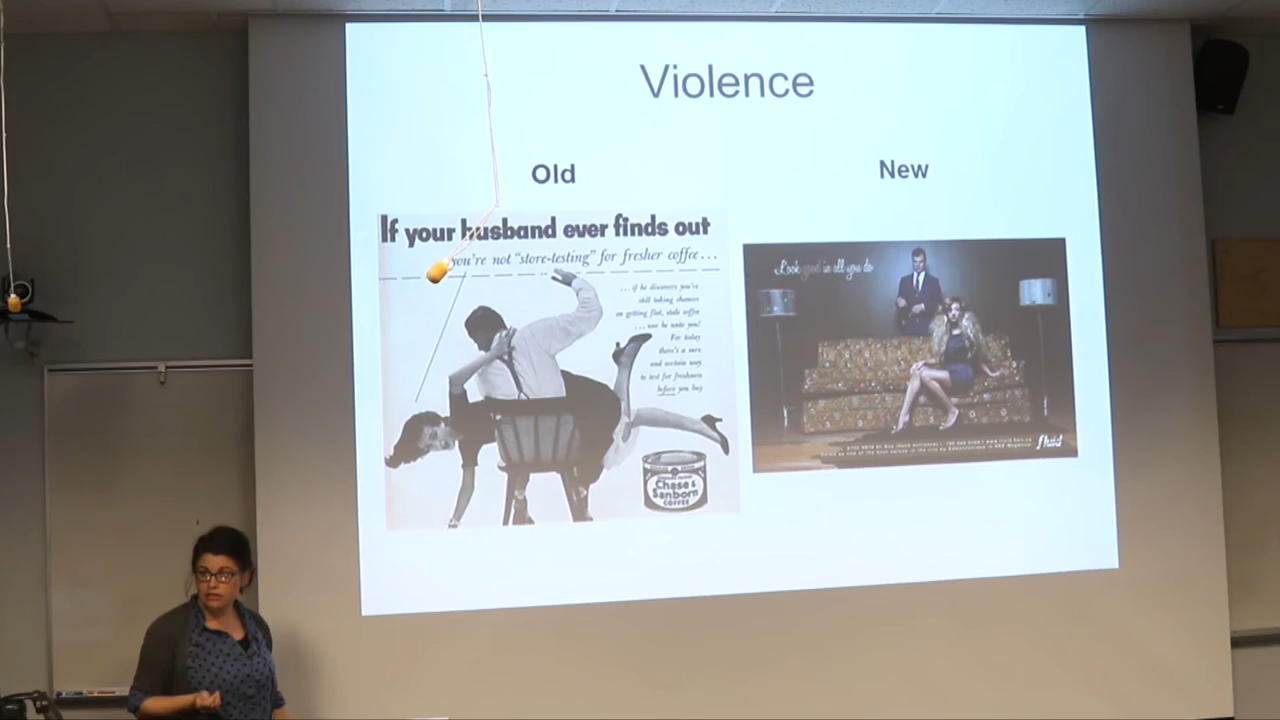 Violence
Old
New
If your husband ever finds out
you're not "store-testing" for fresher coffee...
...if he discovers you're
still taking chances
on getting flat, stale coffee
...woe be unto you!
For today
there's a sure
and certain way
to test for freshness
before you buy
Chase &
Sanborn
COFFEE
Look good in all you do
fluid